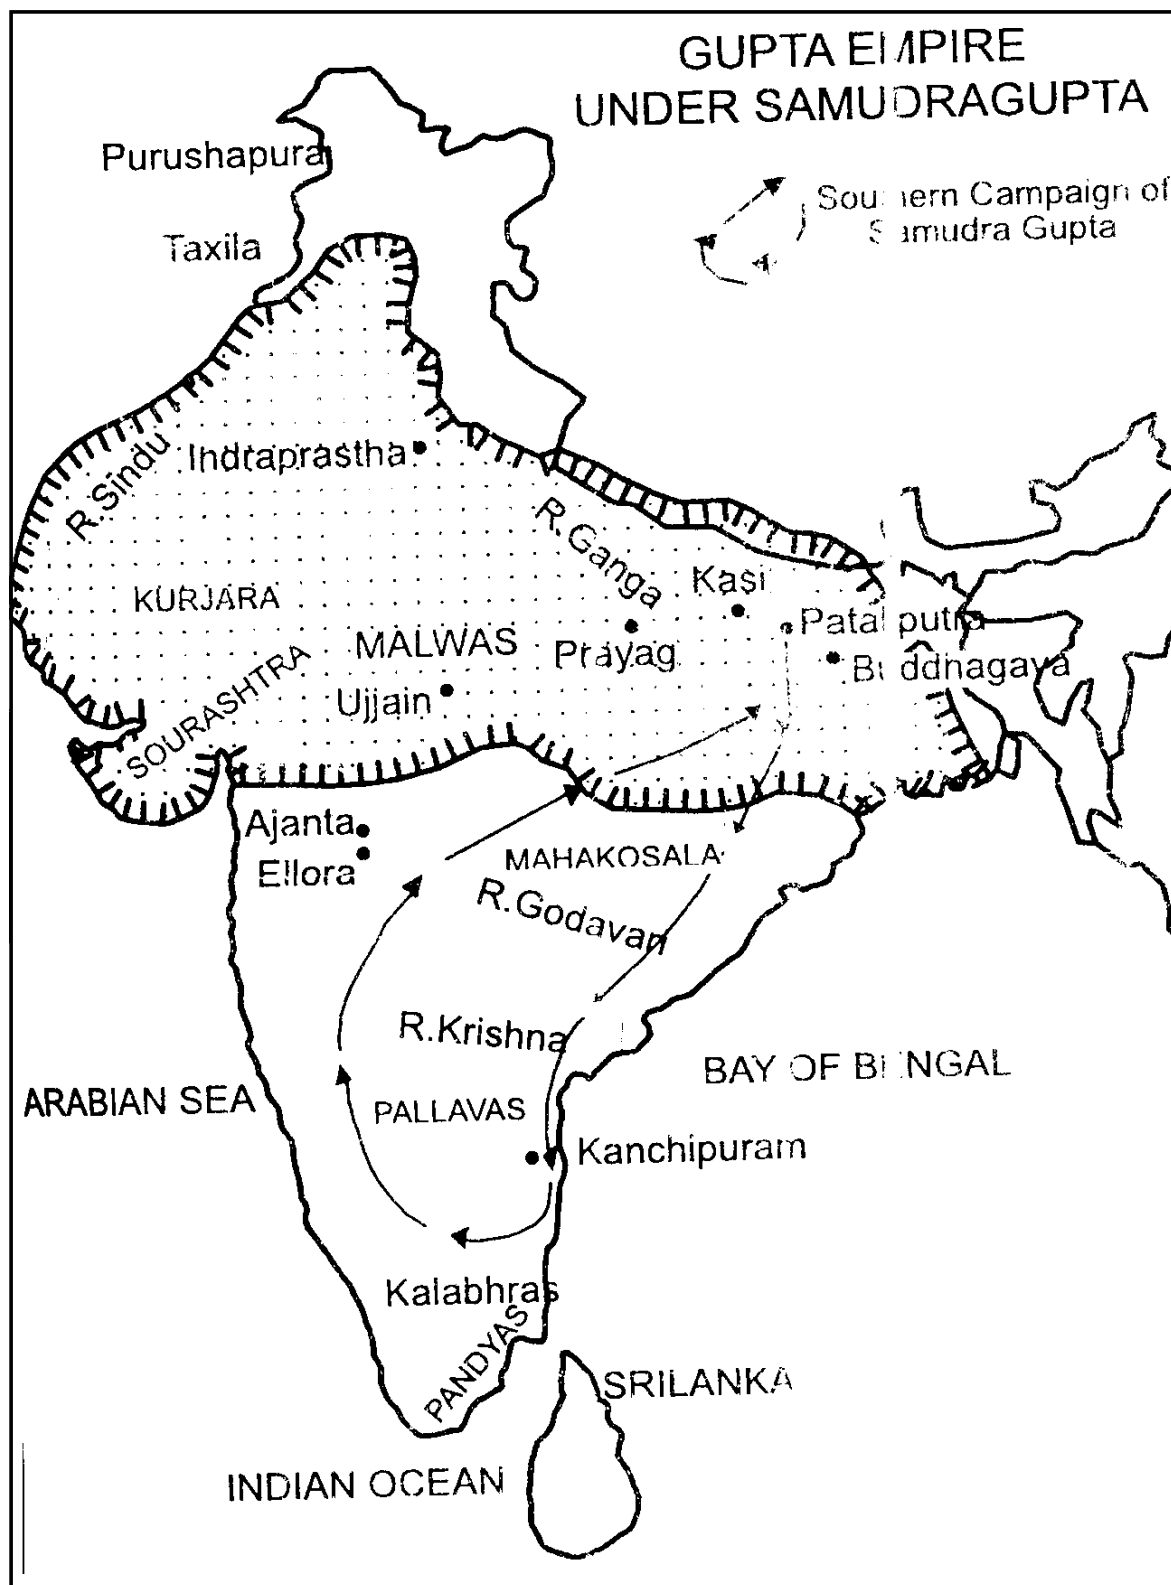 GUPTA EMPIRE
UNDER SAMUDRAGUPTA
Southern Campaign of
Samudra Gupta
Purushapura
Taxila
R.Sindu
Indraprastha
R.Ganga
KURJARA
Kasi
MALWAS
Prayag
Patalputra
Buddhagaya
SOURASHTRA
Ujjain
Ajanta
Ellora
MAHAKOSALA
R.Godavari
R.Krishna
BAY OF BENGAL
ARABIAN SEA
PALLAVAS
Kanchipuram
Kalabhras
PANDYAS
SRILANKA
INDIAN OCEAN